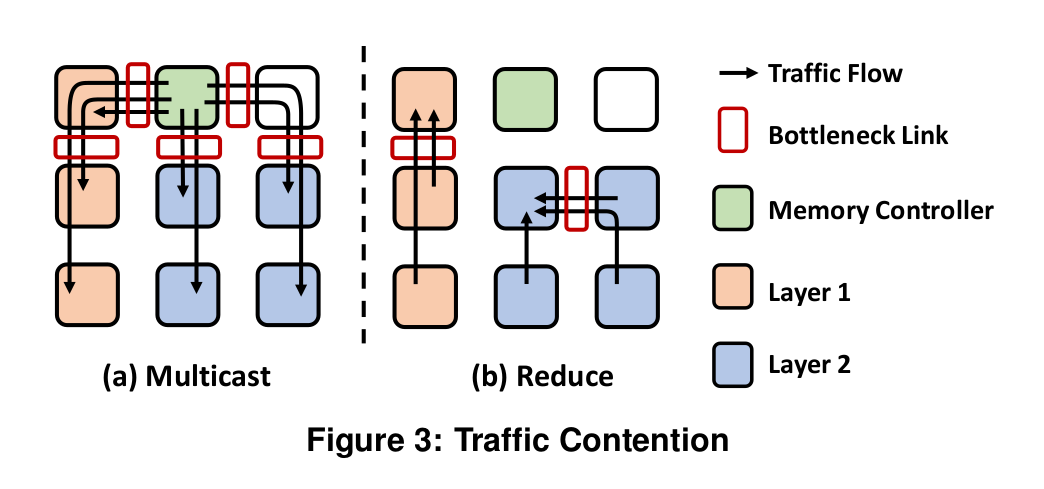 Traffic Flow
Bottleneck Link
Memory Controller
Layer 1
Layer 2
(a) Multicast
(b) Reduce
Figure 3: Traffic Contention